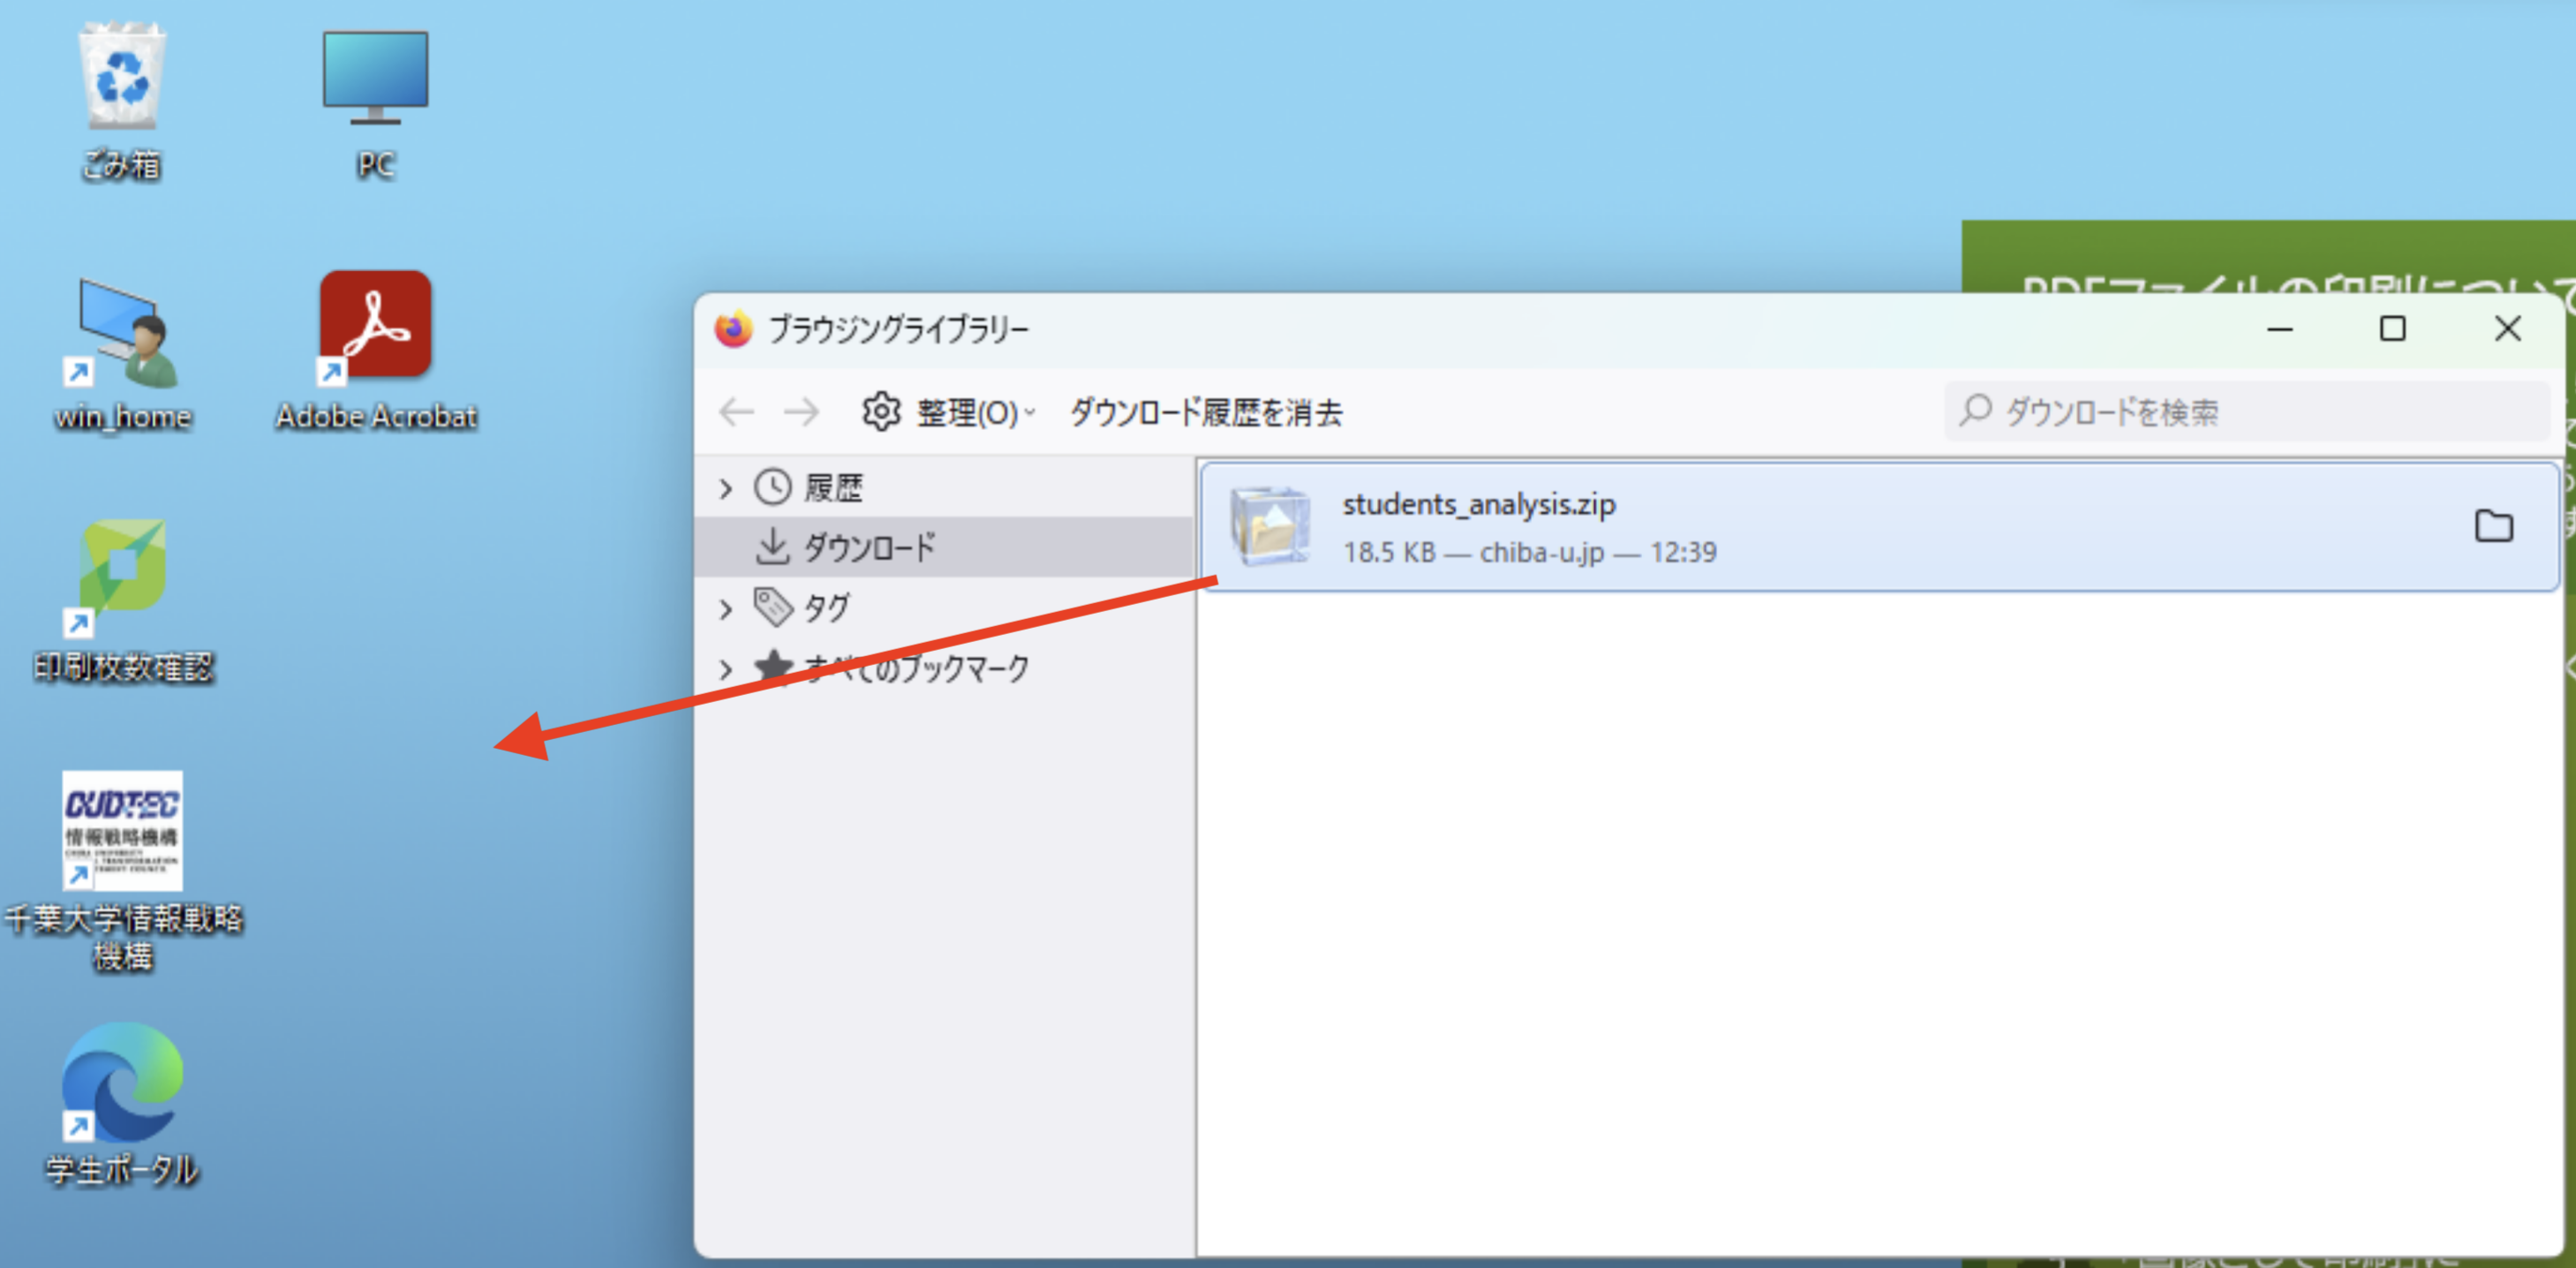 ごみ箱
PC
win_home
Adobe Acrobat
印刷枚数確認
CUDTEC
情報戦略機構
千葉大学情報戦略
機構
学生ポータル
PDFファイルの印刷について
ブラウジングライブラリー
整理(O)
ダウンロード履歴を消去
ダウンロードを検索
履歴
ダウンロード
タグ
すべてのブックマーク
students_analysis.zip
18.5 KB — chiba-u.jp — 12:39